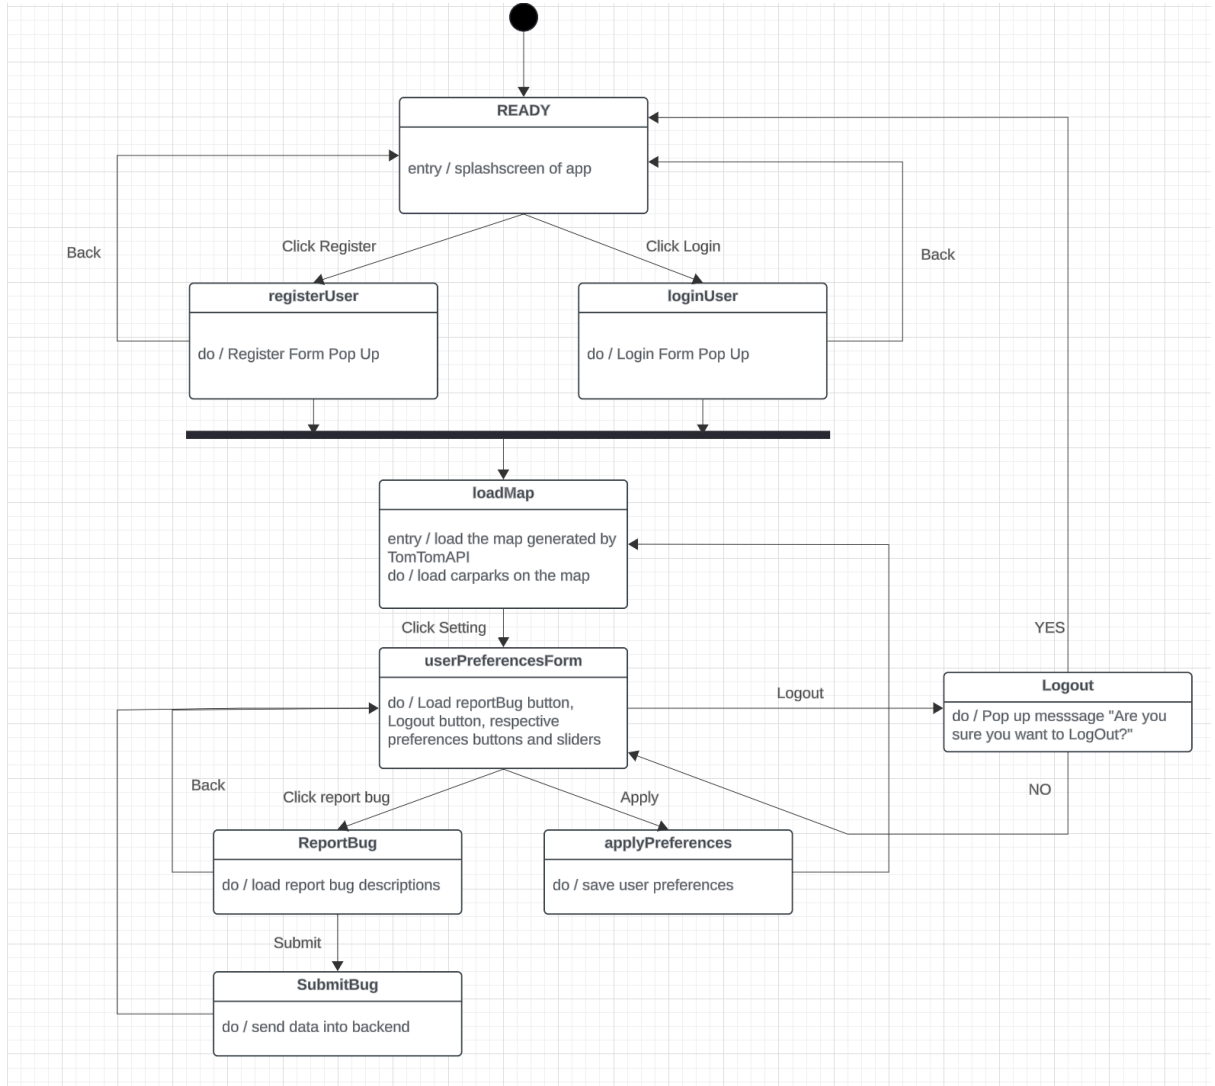 READY
entry / splashscreen of app
Back
Click Register
Click Login
Back
registerUser
do / Register Form Pop Up
loginUser
do / Login Form Pop Up
loadMap
entry / load the map generated by
TomTomAPI
do / load carparks on the map
Click Setting
YES
userPreferencesForm
do / Load reportBug button,
Logout button, respective
preferences buttons and sliders
Logout
Logout
do / Pop up messsage "Are you
sure you want to LogOut?"
Back
Click report bug
Apply
NO
ReportBug
do / load report bug descriptions
applyPreferences
do / save user preferences
Submit
SubmitBug
do / send data into backend